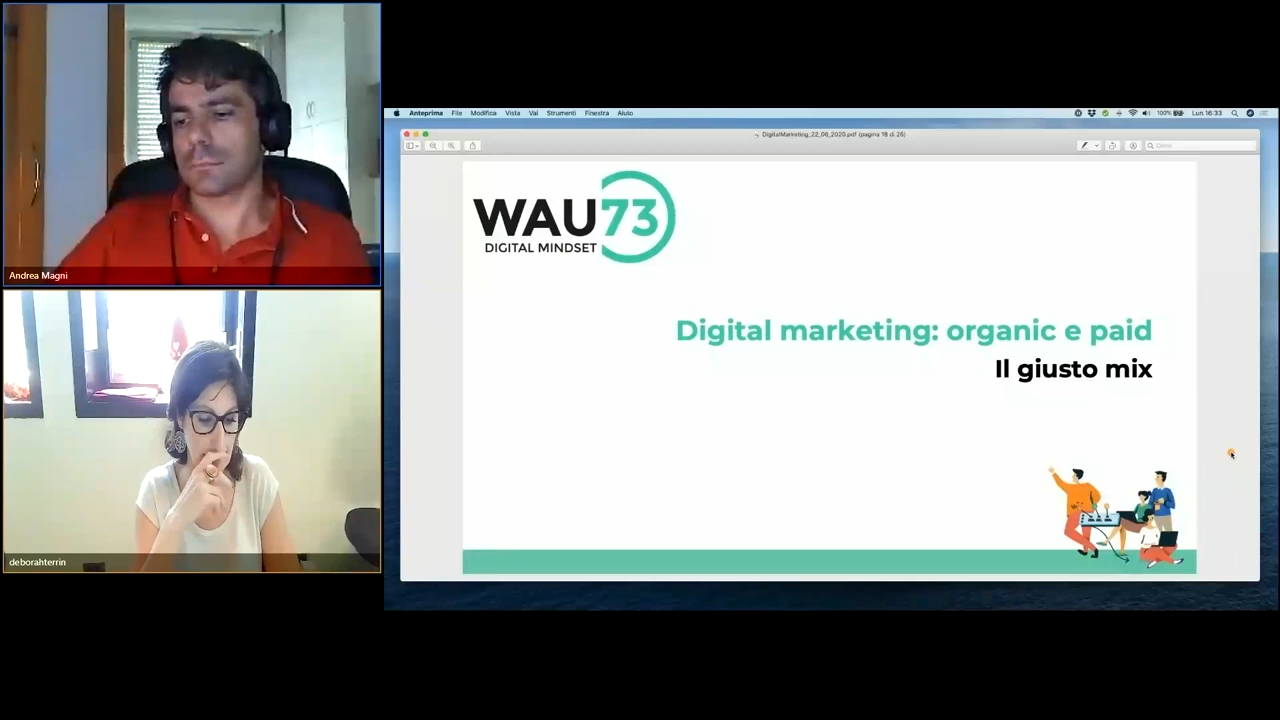 Andrea Magni
deborahterrin
Anteprima File Modifica Vista Vai Strumenti Finestra Aiuto
100% Lun 16:33
DigitalMarketing_22_06_2020.pdf (pagina 18 di 26)
WAU73
DIGITAL MINDSET
Digital marketing: organic e paid
Il giusto mix